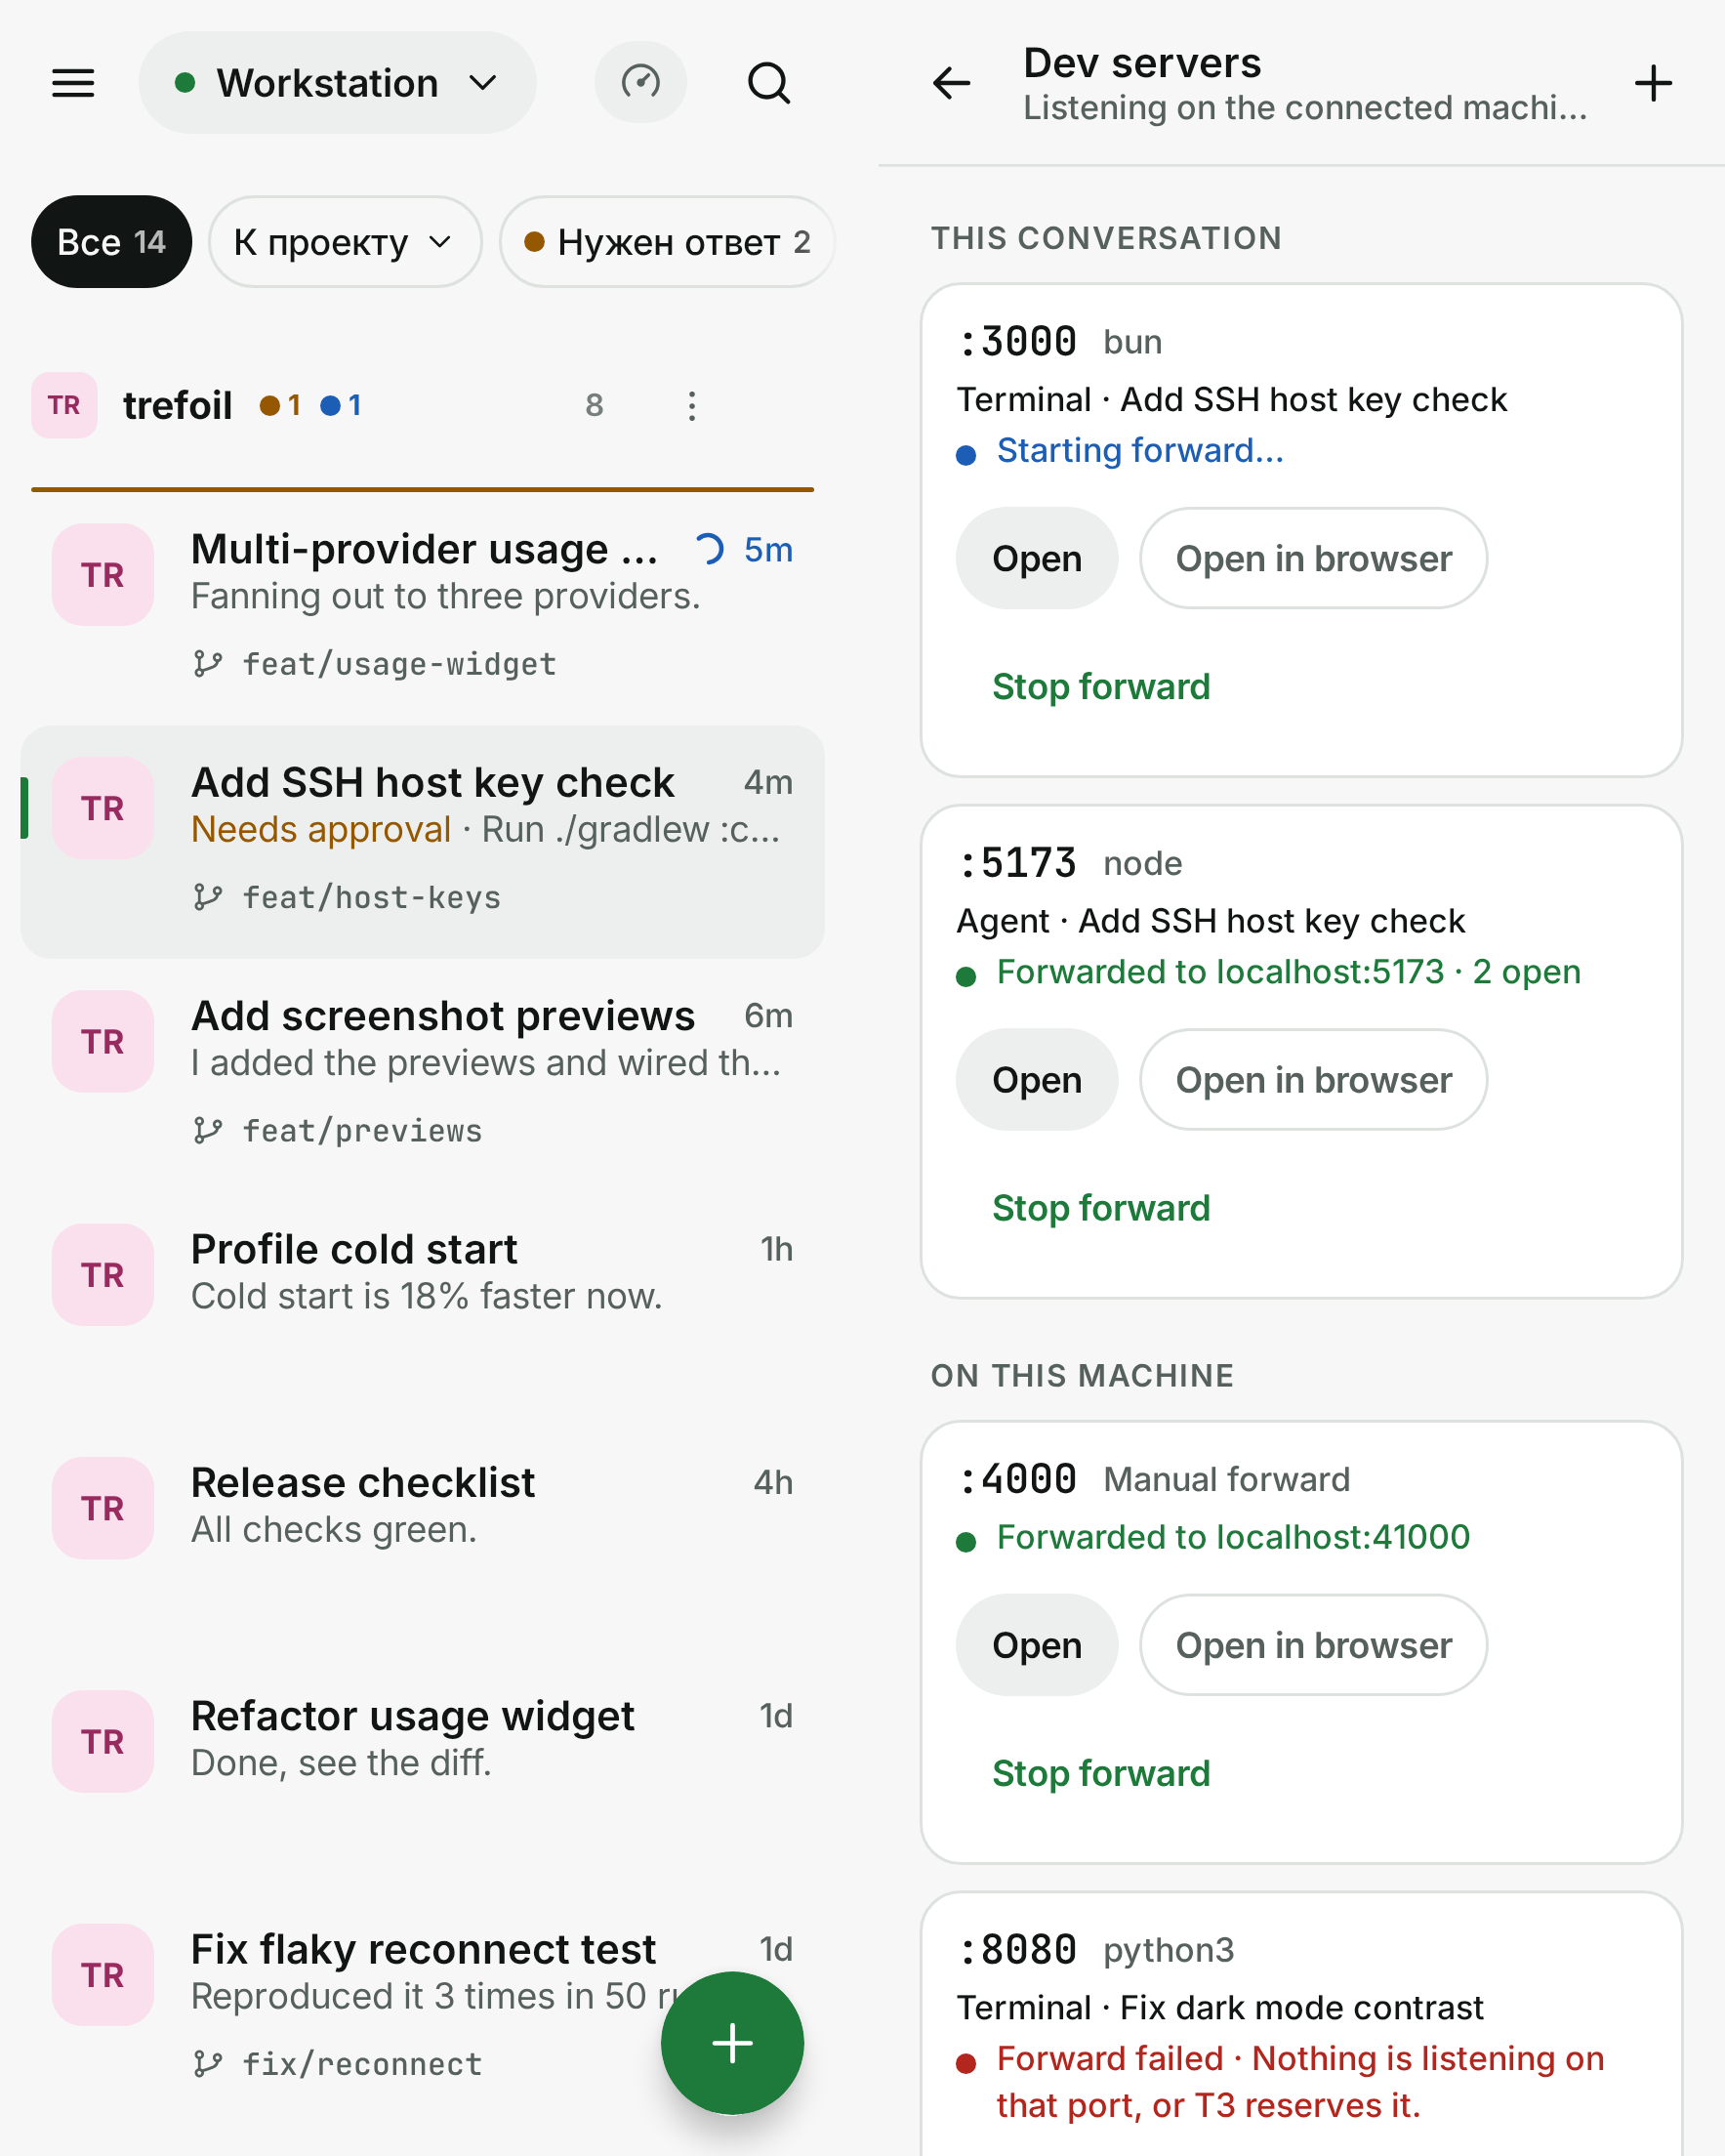 Workstation
Все 14
К проекту
Нужен ответ 2
TR trefoil 1 1 8
TR Multi-provider usage ... 5m
Fanning out to three providers.
feat/usage-widget
TR Add SSH host key check 4m
Needs approval · Run ./gradlew :c...
feat/host-keys
TR Add screenshot previews 6m
I added the previews and wired th...
feat/previews
TR Profile cold start 1h
Cold start is 18% faster now.
TR Release checklist 4h
All checks green.
TR Refactor usage widget 1d
Done, see the diff.
TR Fix flaky reconnect test 1d
Reproduced it 3 times in 50
fix/reconnect
Dev servers
Listening on the connected machi...
THIS CONVERSATION
:3000 bun
Terminal · Add SSH host key check
Starting forward...
Open Open in browser
Stop forward
:5173 node
Agent · Add SSH host key check
Forwarded to localhost:5173 · 2 open
Open Open in browser
Stop forward
ON THIS MACHINE
:4000 Manual forward
Forwarded to localhost:41000
Open Open in browser
Stop forward
:8080 python3
Terminal · Fix dark mode contrast
Forward failed · Nothing is listening on
that port, or T3 reserves it.